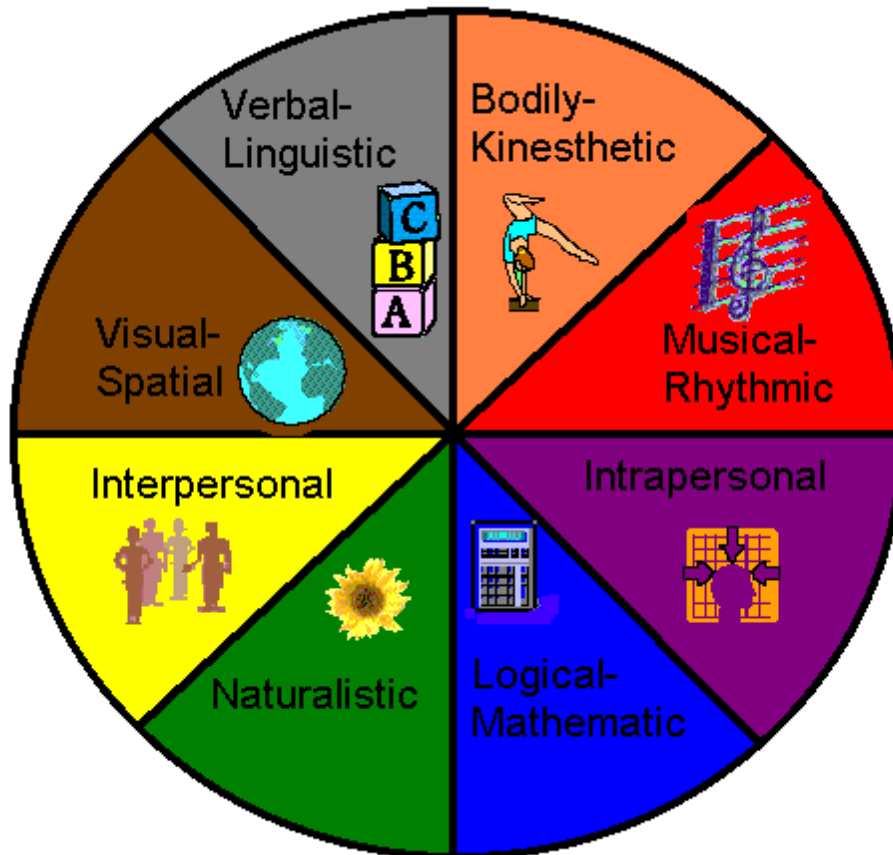 Verbal-
Linguistic
Bodily-
Kinesthetic
C
B
A
Musical-
Rhythmic
Visual-
Spatial
Interpersonal
Intrapersonal
Naturalistic
Logical-
Mathematic